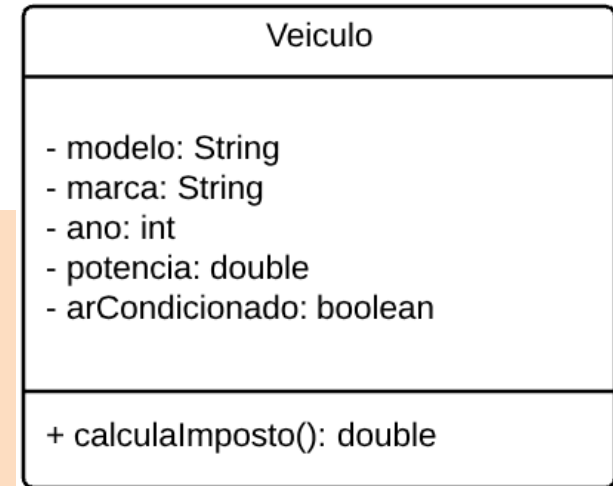 Veiculo
- modelo: String
- marca: String
- ano: int
- potencia: double
- arCondicionado: boolean
+ calculaImposto(): double